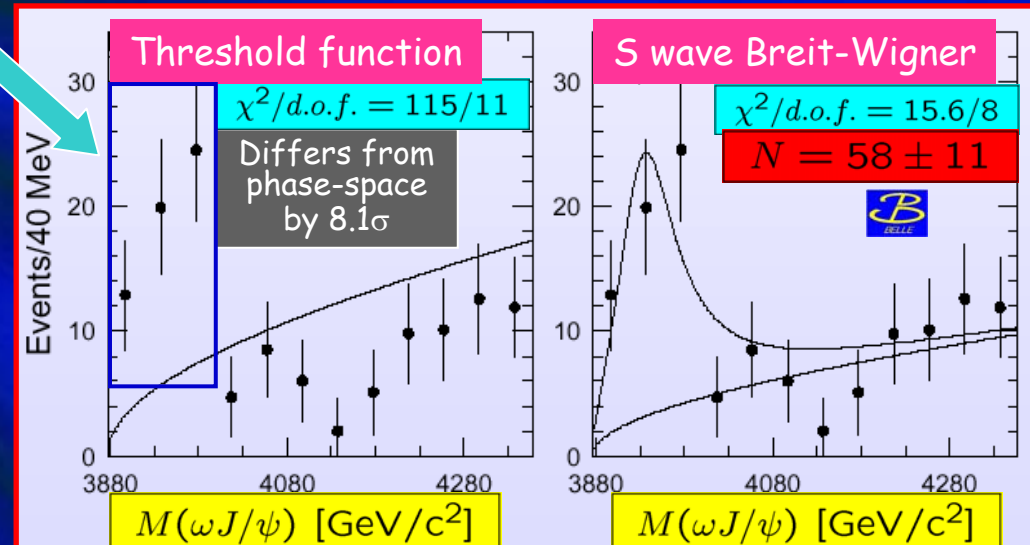 Threshold function
χ²/d.o.f. = 115/11
Differs from
phase-space
by 8.1σ
Events/40 MeV
30
20
10
0
3880
4080
4280
M(ωJ/ψ) [GeV/c²]
S wave Breit-Wigner
χ²/d.o.f. = 15.6/8
N = 58 ± 11
B
BELLE
30
20
10
0
3880
4080
4280
M(ωJ/ψ) [GeV/c²]